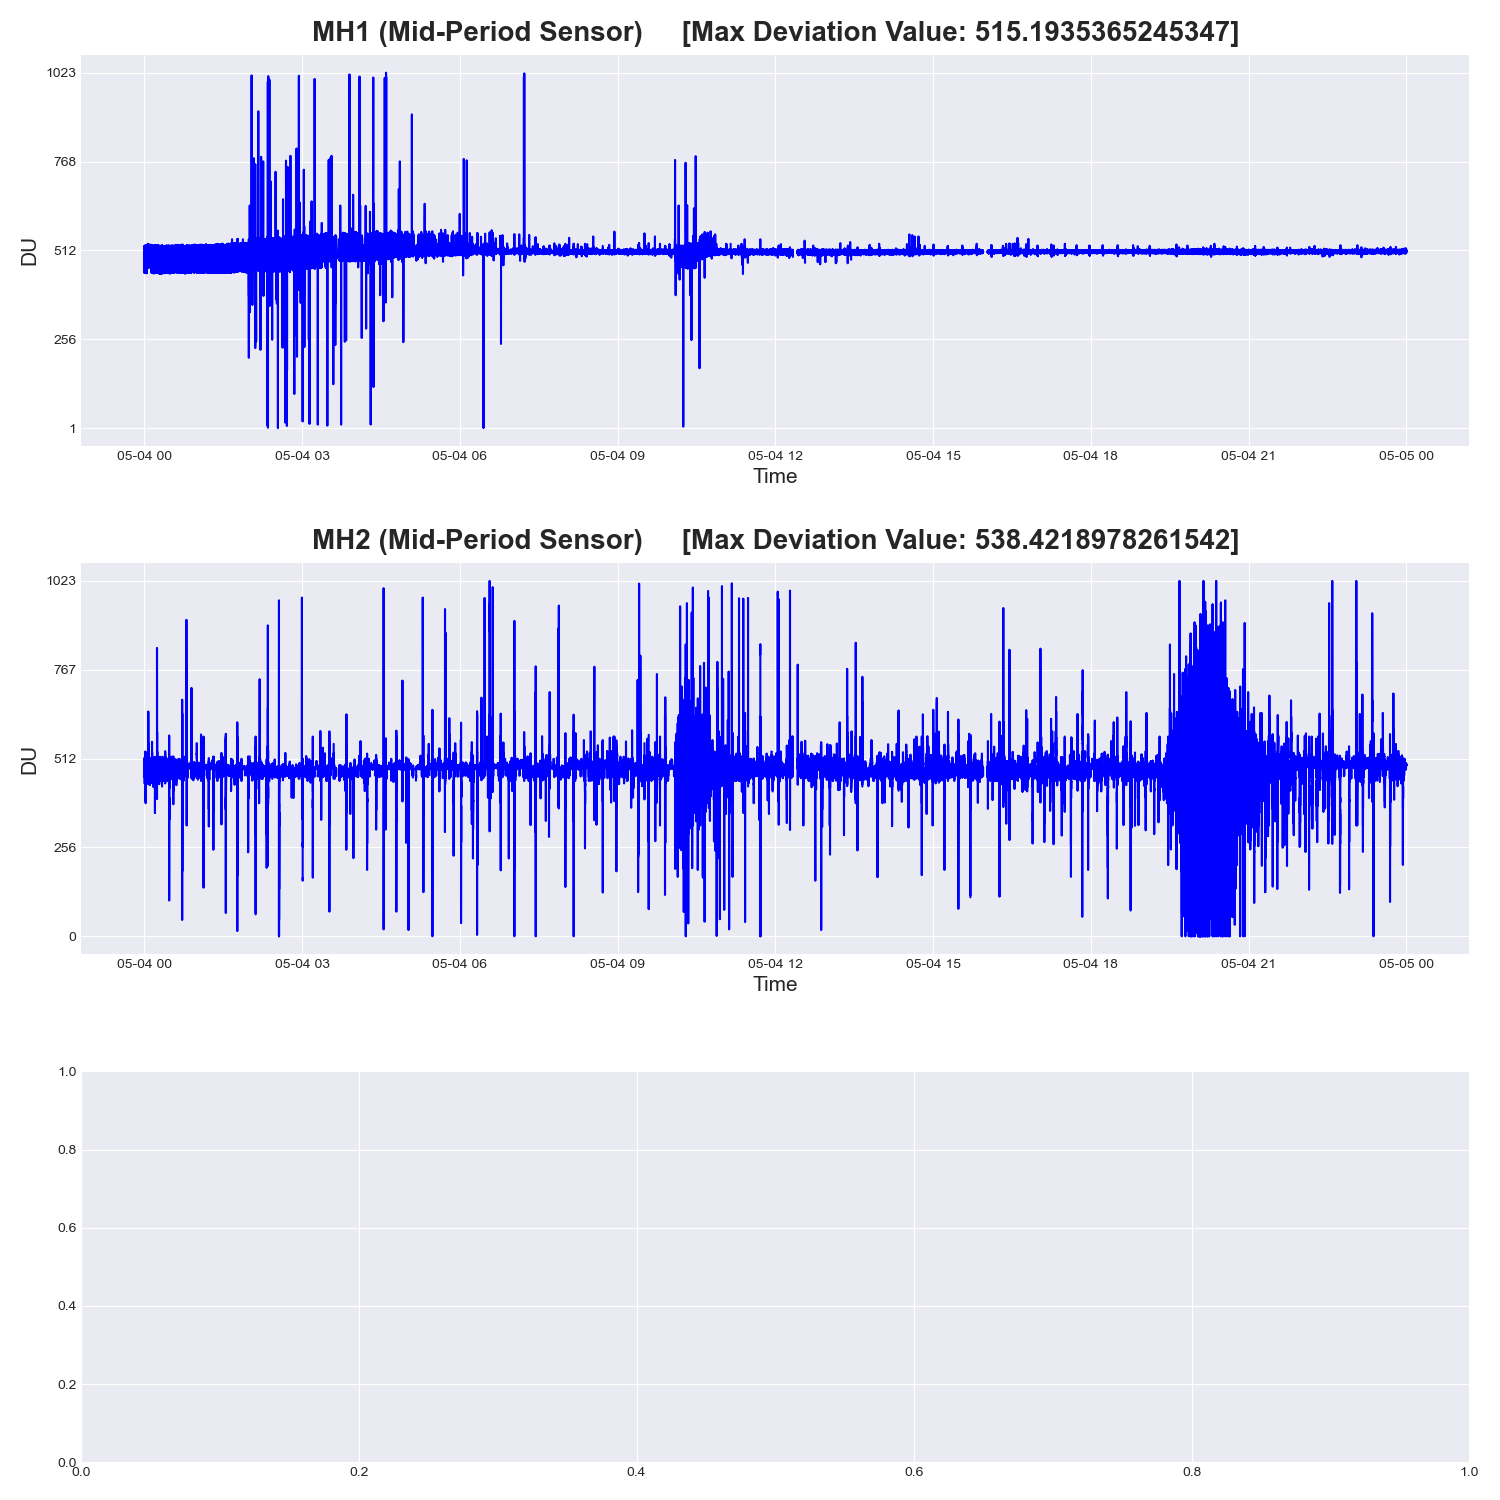 MH1 (Mid-Period Sensor) [Max Deviation Value: 515.1935365245347]
1023
768
512
256
1
DU
05-04 00 05-04 03 05-04 06 05-04 09 05-04 12 05-04 15 05-04 18 05-04 21 05-05 00
Time
MH2 (Mid-Period Sensor) [Max Deviation Value: 538.4218978261542]
1023
767
512
256
0
DU
05-04 00 05-04 03 05-04 06 05-04 09 05-04 12 05-04 15 05-04 18 05-04 21 05-05 00
Time
1.0
0.8
0.6
0.4
0.2
0.0
0.0 0.2 0.4 0.6 0.8 1.0